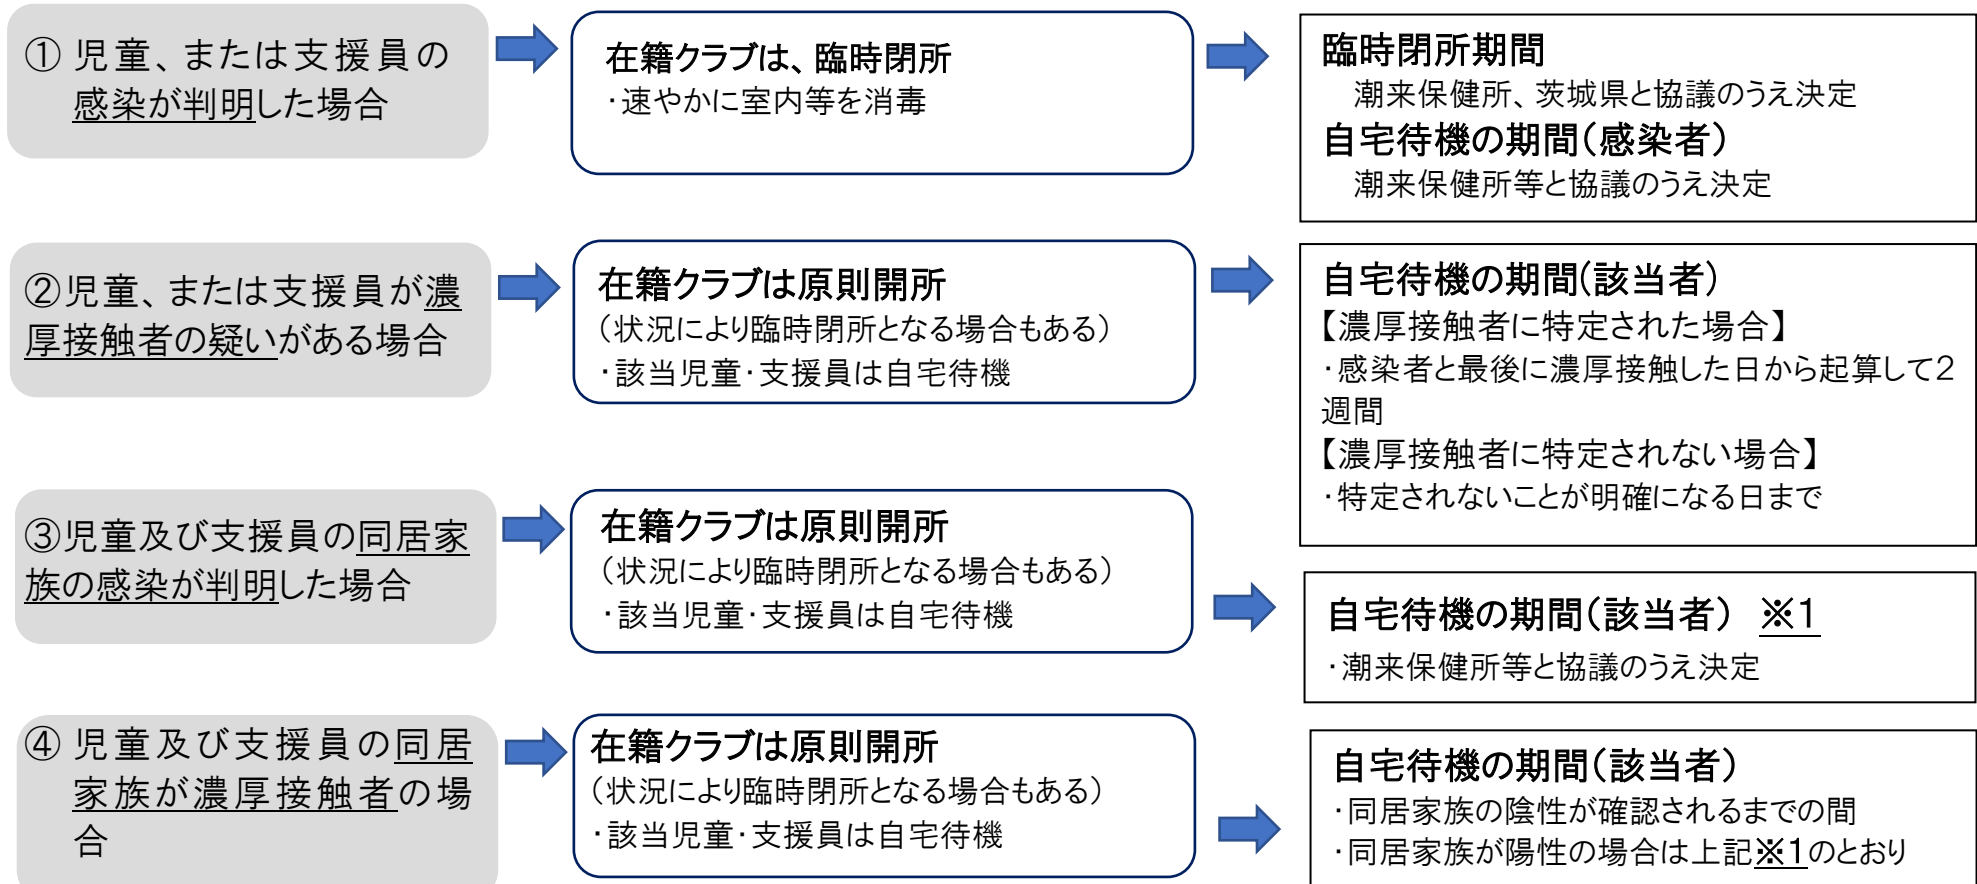 ① 児童、または支援員の
感染が判明した場合
在籍クラブは、臨時閉所
・速やかに室内等を消毒
臨時閉所期間
潮来保健所、茨城県と協議のうえ決定
自宅待機の期間（感染者）
潮来保健所等と協議のうえ決定
②児童、または支援員が濃
厚接触者の疑いがある場合
在籍クラブは原則開所
（状況により臨時閉所となる場合もある）
・該当児童・支援員は自宅待機
自宅待機の期間(該当者)
【濃厚接触者に特定された場合】
・感染者と最後に濃厚接触した日から起算して２
週間
【濃厚接触者に特定されない場合】
・特定されないことが明確になる日まで
③児童及び支援員の同居家
族の感染が判明した場合
在籍クラブは原則開所
（状況により臨時閉所となる場合もある）
・該当児童・支援員は自宅待機
自宅待機の期間（該当者） ※1
・潮来保健所等と協議のうえ決定
④ 児童及び支援員の同居
家族が濃厚接触者の場
合
在籍クラブは原則開所
（状況により臨時閉所となる場合もある）
・該当児童・支援員は自宅待機
自宅待機の期間（該当者）
・同居家族の陰性が確認されるまでの間
・同居家族が陽性の場合は上記※1のとおり